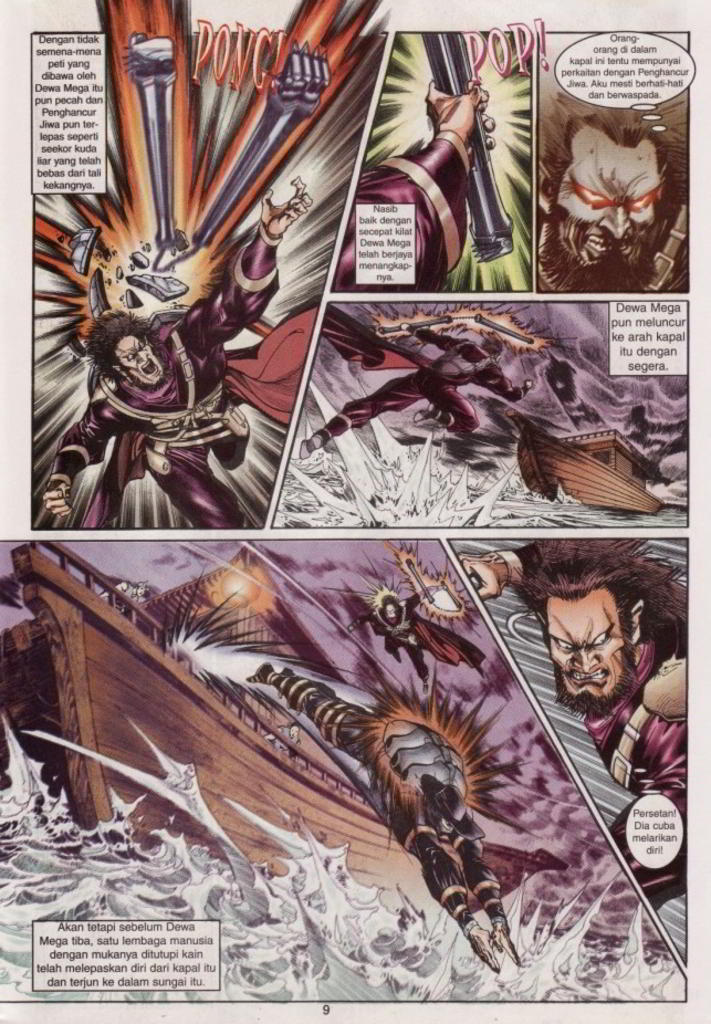 Dengan tidak
semena-mena
peti yang
dibawa oleh
Dewa Mega itu
pun pecah dan
Penghancur
Jiwa pun ter-
lepas seperti
seekor kuda
liar yang telah
bebas dari tali
kekangnya.
PONG!
POP!
Nasib
baik dengan
secepat kilat
Dewa Mega
telah berjaya
menangkap-
nya.
Orang-
orang di dalam
kapal ini tentu mempunyai
perkaitan dengan Penghancur
Jiwa. Aku mesti berhati-hati
dan berwaspada.
Dewa Mega
pun meluncur
ke arah kapal
itu dengan
segera.
Akan tetapi sebelum Dewa
Mega tiba, satu lembaga manusia
dengan mukanya ditutupi kain
telah melepaskan diri dari kapal itu
dan terjun ke dalam sungai itu.
Persetan!
Dia cuba
melarikan
diri!
9